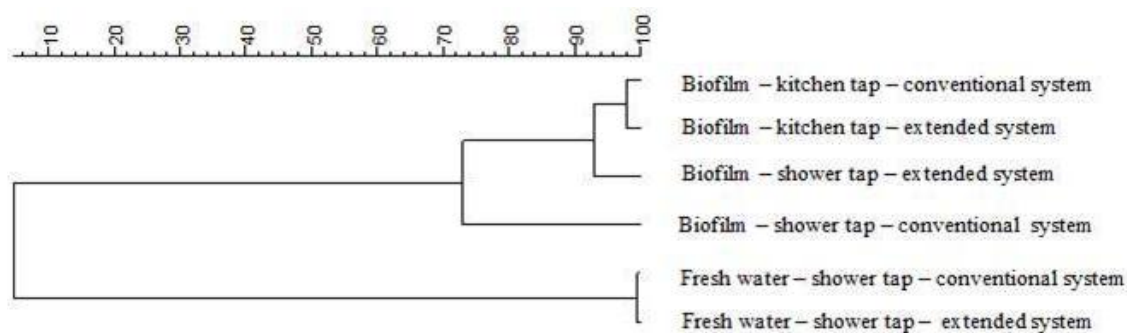 10 20 30 40 50 60 70 80 90 100
Biofilm – kitchen tap – conventional system
Biofilm – kitchen tap – extended system
Biofilm – shower tap – extended system
Biofilm – shower tap – conventional system
Fresh water – shower tap – conventional system
Fresh water – shower tap – extended system